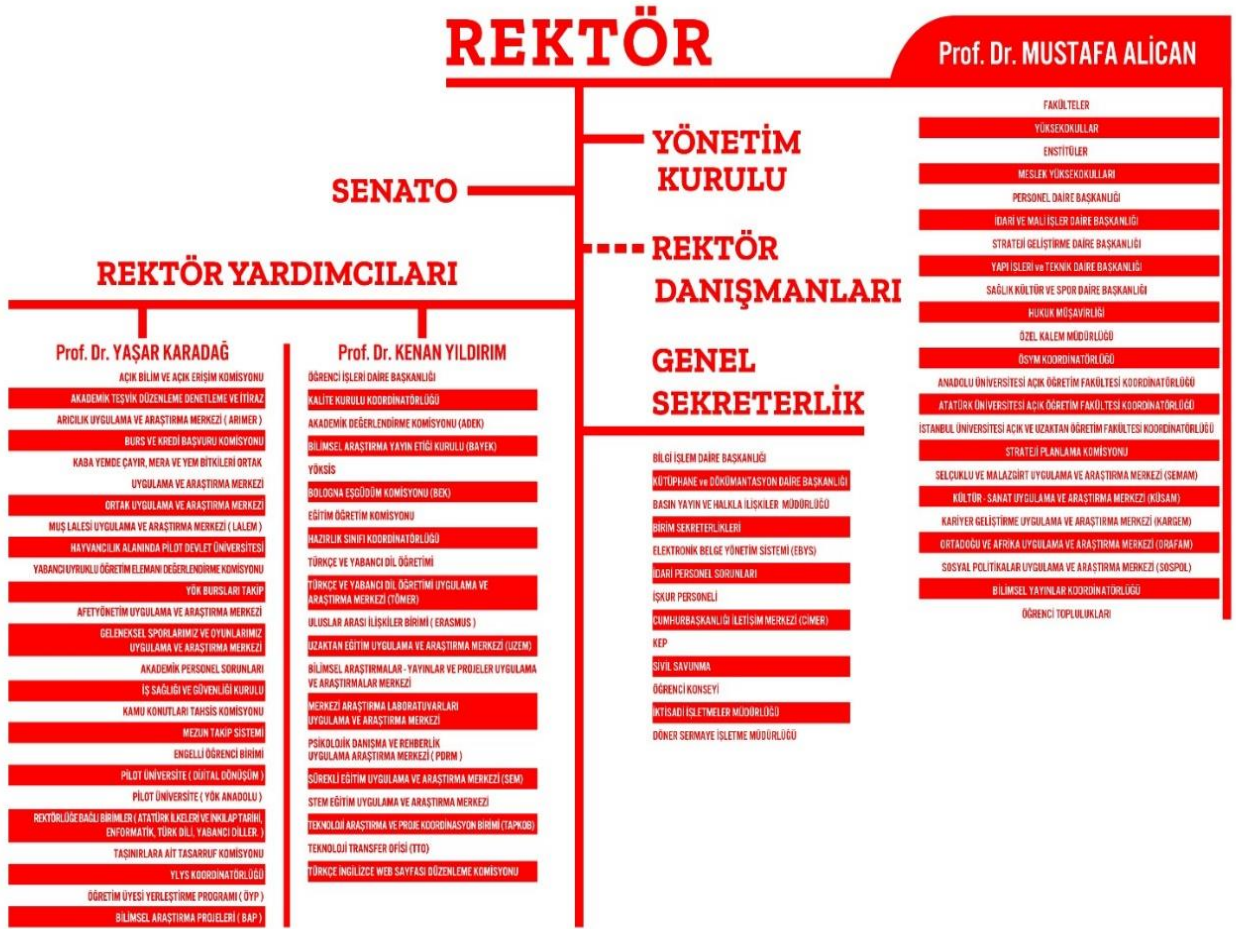 REKTÖR
Prof. Dr. MUSTAFA ALİCAN
FAKÜLTELER
YÜKSEKOKULLAR
ENSTİTÜLER
MESLEK YÜKSEKOKULLARI
PERSONEL DAİRE BAŞKANLIĞI
İDARİ VE MALİ İŞLER DAİRE BAŞKANLIĞI
STRATEJİ GELİŞTİRME DAİRE BAŞKANLIĞI
YAPI İŞLERİ ve TEKNİK DAİRE BAŞKANLIĞI
SAĞLIK KÜLTÜR VE SPOR DAİRE BAŞKANLIĞI
HUKUK MÜŞAVİRLİĞİ
ÖZEL KALEM MÜDÜRLÜĞÜ
ÖSYM KOORDİNATÖRLÜĞÜ
ANADOLU ÜNİVERSİTESİ AÇIK ÖĞRETİM FAKÜLTESİ KOORDİNATÖRLÜĞÜ
ATATÜRK ÜNİVERSİTESİ AÇIK ÖĞRETİM FAKÜLTESİ KOORDİNATÖRLÜĞÜ
İSTANBUL ÜNİVERSİTESİ AÇIK VE UZAKTAN ÖĞRETİM FAKÜLTESİ KOORDİNATÖRLÜĞÜ
STRATEJİ PLANLAMA KOMİSYONU
SELÇUKLU VE MALAZGİRT UYGULAMA VE ARAŞTIRMA MERKEZİ (SEMAM)
KÜLTÜR - SANAT UYGULAMA VE ARAŞTIRMA MERKEZİ (KÜSAM)
KARİYER GELİŞTİRME UYGULAMA VE ARAŞTIRMA MERKEZİ (KARGEM)
ORTADOĞU VE AFRİKA UYGULAMA VE ARAŞTIRMA MERKEZİ (ORAFAM)
SOSYAL POLİTİKALAR UYGULAMA VE ARAŞTIRMA MERKEZİ (SOSPOL)
BİLİMSEL YAYINLAR KOORDİNATÖRLÜĞÜ
ÖĞRENCİ TOPLULUKLARI
YÖNETİM
KURULU
SENATO
REKTÖR
DANIŞMANLARI
REKTÖR YARDIMCILARI
Prof. Dr. YAŞAR KARADAĞ
AÇIK BİLİM VE AÇIK ERİŞİM KOMİSYONU
AKADEMİK TEŞVİK DÜZENLEME DENETLEME VE İTİRAZ
ARICILIK UYGULAMA VE ARAŞTIRMA MERKEZİ ( ARIMER )
BURS VE KREDİ BAŞVURU KOMİSYONU
KABA YEMDE ÇAYIR, MERA VE YEM BİTKİLERİ ORTAK
UYGULAMA VE ARAŞTIRMA MERKEZİ
ORTAK UYGULAMA VE ARAŞTIRMA MERKEZİ
MUŞ LALESİ UYGULAMA VE ARAŞTIRMA MERKEZİ ( LALEM )
HAYVANCILIK ALANINDA PİLOT DEVLET ÜNİVERSİTESİ
YABANCI UYRUKLU ÖĞRETİM ELEMANI DEĞERLENDİRME KOMİSYONU
YÖK BURSLARI TAKİP
AFETYÖNETİM UYGULAMA VE ARAŞTIRMA MERKEZİ
GELENEKSEL SPORLARIMIZ VE OYUNLARIMIZ
UYGULAMA VE ARAŞTIRMA MERKEZİ
AKADEMİK PERSONEL SORUNLARI
İŞ SAĞLIĞI VE GÜVENLİĞİ KURULU
KAMU KONUTLARI TAHSİS KOMİSYONU
MEZUN TAKİP SİSTEMİ
ENGELLİ ÖĞRENCİ BİRİMİ
PİLOT ÜNİVERSİTE ( DİJİTAL DÖNÜŞÜM )
PİLOT ÜNİVERSİTE ( YÖK ANADOLU )
REKTÖRLÜĞE BAĞLI BİRİMLER ( ATATÜRK İLKELERİ VE İNKILAP TARİHİ,
ENFORMATİK, TÜRK DİLİ, YABANCI DİLLER. )
TAŞINIRLARA AİT TASARRUF KOMİSYONU
YLYS KOORDİNATÖRLÜĞÜ
ÖĞRETİM ÜYESİ YERLEŞTİRME PROGRAMI ( ÖYP )
BİLİMSEL ARAŞTIRMA PROJELERİ ( BAP )
Prof. Dr. KENAN YILDIRIM
ÖĞRENCİ İŞLERİ DAİRE BAŞKANLIĞI
KALİTE KURULU KOORDİNATÖRLÜĞÜ
AKADEMİK DEĞERLENDİRME KOMİSYONU (ADEK)
BİLİMSEL ARAŞTIRMA YAYIN ETİĞİ KURULU (BAYEK)
YÖKSİS
BOLOGNA EŞGÜDÜM KOMİSYONU (BEK)
EĞİTİM ÖĞRETİM KOMİSYONU
HAZIRLIK SINIFI KOORDİNATÖRLÜĞÜ
TÜRKÇE VE YABANCI DİL ÖĞRETİMİ
TÜRKÇE VE YABANCI DİL ÖĞRETİMİ UYGULAMA VE
ARAŞTIRMA MERKEZİ (TÖMER)
ULUSLAR ARASI İLİŞKİLER BİRİMİ ( ERASMUS )
UZAKTAN EĞİTİM UYGULAMA VE ARAŞTIRMA MERKEZİ (UZEM)
BİLİMSEL ARAŞTIRMALAR - YAYINLAR VE PROJELER UYGULAMA
VE ARAŞTIRMALAR MERKEZİ
MERKEZİ ARAŞTIRMA LABORATUVARLARI
UYGULAMA VE ARAŞTIRMA MERKEZİ
PSİKOLOJİK DANIŞMA VE REHBERLİK
UYGULAMA ARAŞTIRMA MERKEZİ ( PDRM )
SÜREKLİ EĞİTİM UYGULAMA VE ARAŞTIRMA MERKEZİ (SEM)
STEM EĞİTİM UYGULAMA VE ARAŞTIRMA MERKEZİ
TEKNOLOJİ ARAŞTIRMA VE PROJE KOORDİNASYON BİRİMİ (TAPKOB)
TEKNOLOJİ TRANSFER OFİSİ (TTO)
TÜRKÇE İNGİLİZCE WEB SAYFASI DÜZENLEME KOMİSYONU
GENEL
SEKRETERLİK
BİLGİ İŞLEM DAİRE BAŞKANLIĞI
KÜTÜPHANE ve DÖKÜMANTASYON DAİRE BAŞKANLIĞI
BASIN YAYIN VE HALKLA İLİŞKİLER MÜDÜRLÜĞÜ
BİRİM SEKRETERLİKLERİ
ELEKTRONİK BELGE YÖNETİM SİSTEMİ (EBYS)
İDARİ PERSONEL SORUNLARI
İŞKUR PERSONELİ
CUMHURBAŞKANLIĞI İLETİŞİM MERKEZİ (CİMER)
KEP
SİVİL SAVUNMA
ÖĞRENCİ KONSEYİ
İKTİSADİ İŞLETMELER MÜDÜRLÜĞÜ
DÖNER SERMAYE İŞLETME MÜDÜRLÜĞÜ